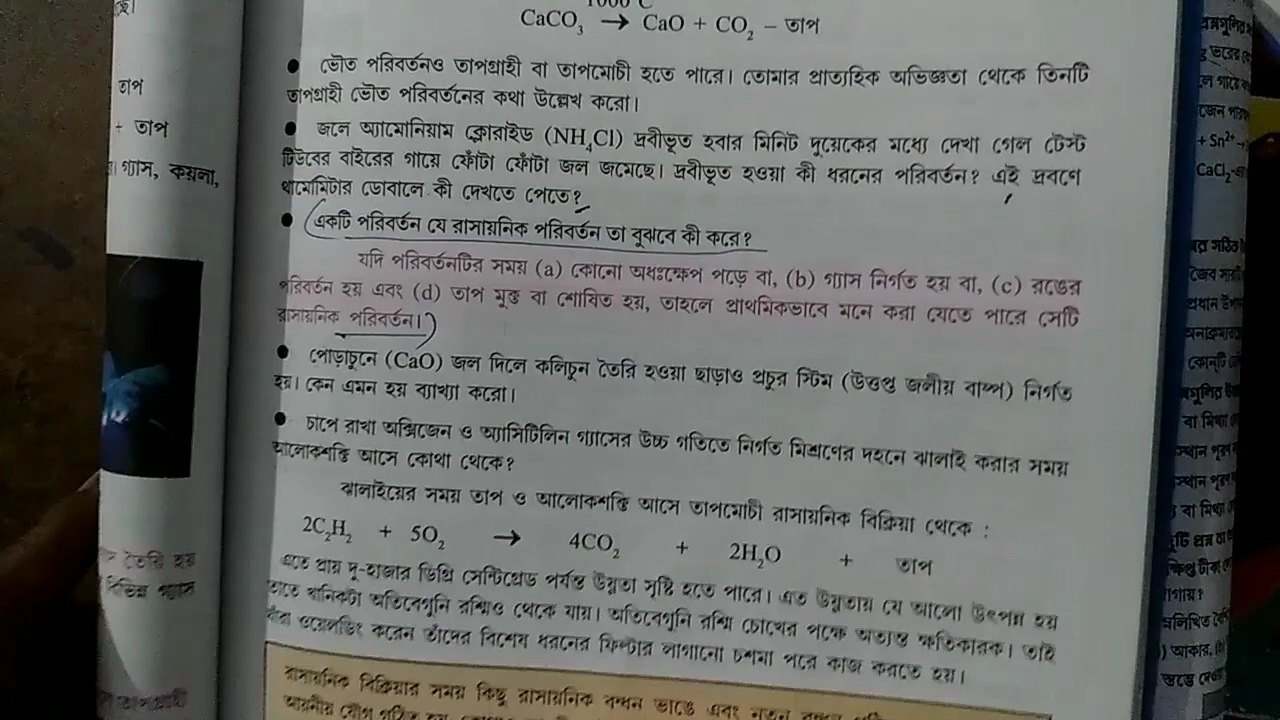 CaCO₃ → CaO + CO₂ – তাপ
● ভৌত পরিবর্তনও তাপগ্রাহী বা তাপমোচী হতে পারে। তোমার প্রাত্যহিক অভিজ্ঞতা থেকে তিনটি
তাপগ্রাহী ভৌত পরিবর্তনের কথা উল্লেখ করো।
● জলে অ্যামোনিয়াম ক্লোরাইড (NH₄Cl) দ্রবীভূত হবার মিনিট দুয়েকের মধ্যে দেখা গেল টেস্ট
টিউবের বাইরের গায়ে ফোঁটা ফোঁটা জল জমেছে। দ্রবীভূত হওয়া কী ধরনের পরিবর্তন? এই দ্রবণে
থার্মোমিটার ডোবালে কী দেখতে পেতে?
● একটি পরিবর্তন যে রাসায়নিক পরিবর্তন তা বুঝবে কী করে?
যদি পরিবর্তনটির সময় (a) কোনো অধঃক্ষেপ পড়ে বা, (b) গ্যাস নির্গত হয় বা, (c) রঙের
পরিবর্তন হয় এবং (d) তাপ মুক্ত বা শোষিত হয়, তাহলে প্রাথমিকভাবে মনে করা যেতে পারে সেটি
রাসায়নিক পরিবর্তন।
● পোড়াচুনে (CaO) জল দিলে কলিচুন তৈরি হওয়া ছাড়াও প্রচুর স্টিম (উত্তপ্ত জলীয় বাষ্প) নির্গত
হয়। কেন এমন হয় ব্যাখ্যা করো।
● চাপে রাখা অক্সিজেন ও অ্যাসিটিলিন গ্যাসের উচ্চ গতিতে নির্গত মিশ্রণের দহনে ঝালাই করার সময়
আলোকশক্তি আসে কোথা থেকে?
ঝালাইয়ের সময় তাপ ও আলোকশক্তি আসে তাপমোচী রাসায়নিক বিক্রিয়া থেকে :
2C₂H₂ + 5O₂ → 4CO₂ + 2H₂O + তাপ
এতে প্রায় দু-হাজার ডিগ্রি সেন্টিগ্রেড পর্যন্ত উষ্ণতা সৃষ্টি হতে পারে। এত উষ্ণতায় যে আলো উৎপন্ন হয়
তাতে খানিকটা অতিবেগুনি রশ্মিও থেকে যায়। অতিবেগুনি রশ্মি চোখের পক্ষে অত্যন্ত ক্ষতিকারক। তাই
যাঁরা ওয়েলডিং করেন তাঁদের বিশেষ ধরনের ফিল্টার লাগানো চশমা পরে কাজ করতে হয়।
রাসায়নিক বিক্রিয়ার সময় কিছু রাসায়নিক বন্ধন ভাঙে এবং নতুন বন্ধন
তাপ
+ তাপ
গ্যাস, কয়লা,
তৈরি হয়
বিভিন্ন গ্যাস
তাপগ্রাহী
+ Sn²⁺
CaCl₂